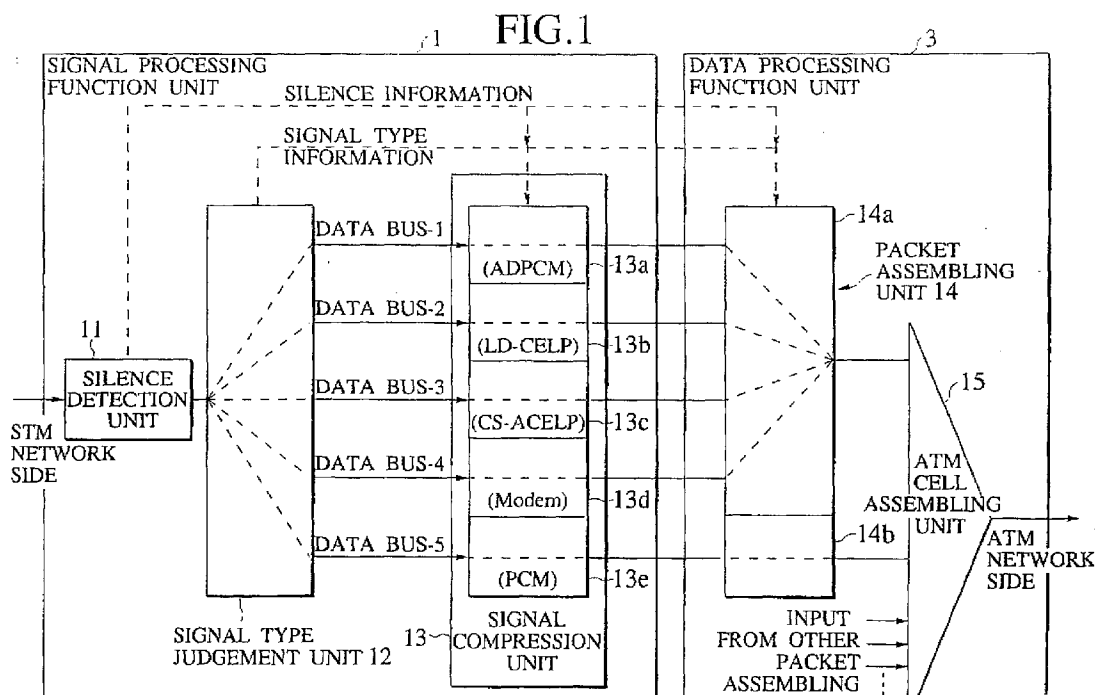 FIG.1
1
3
SIGNAL PROCESSING
FUNCTION UNIT
DATA PROCESSING
FUNCTION UNIT
SILENCE INFORMATION
SIGNAL TYPE
INFORMATION
DATA BUS-1
DATA BUS-2
DATA BUS-3
DATA BUS-4
DATA BUS-5
(ADPCM)
13a
(LD-CELP)
13b
(CS-ACELP)
13c
(Modem)
13d
(PCM)
13e
14a
PACKET
ASSEMBLING
UNIT 14
11
SILENCE
DETECTION
UNIT
STM
NETWORK
SIDE
15
ATM
CELL
ASSEMBLING
UNIT
14b
ATM
NETWORK
SIDE
SIGNAL TYPE
JUDGEMENT UNIT 12
13
SIGNAL
COMPRESSION
UNIT
INPUT
FROM OTHER
PACKET
ASSEMBLING